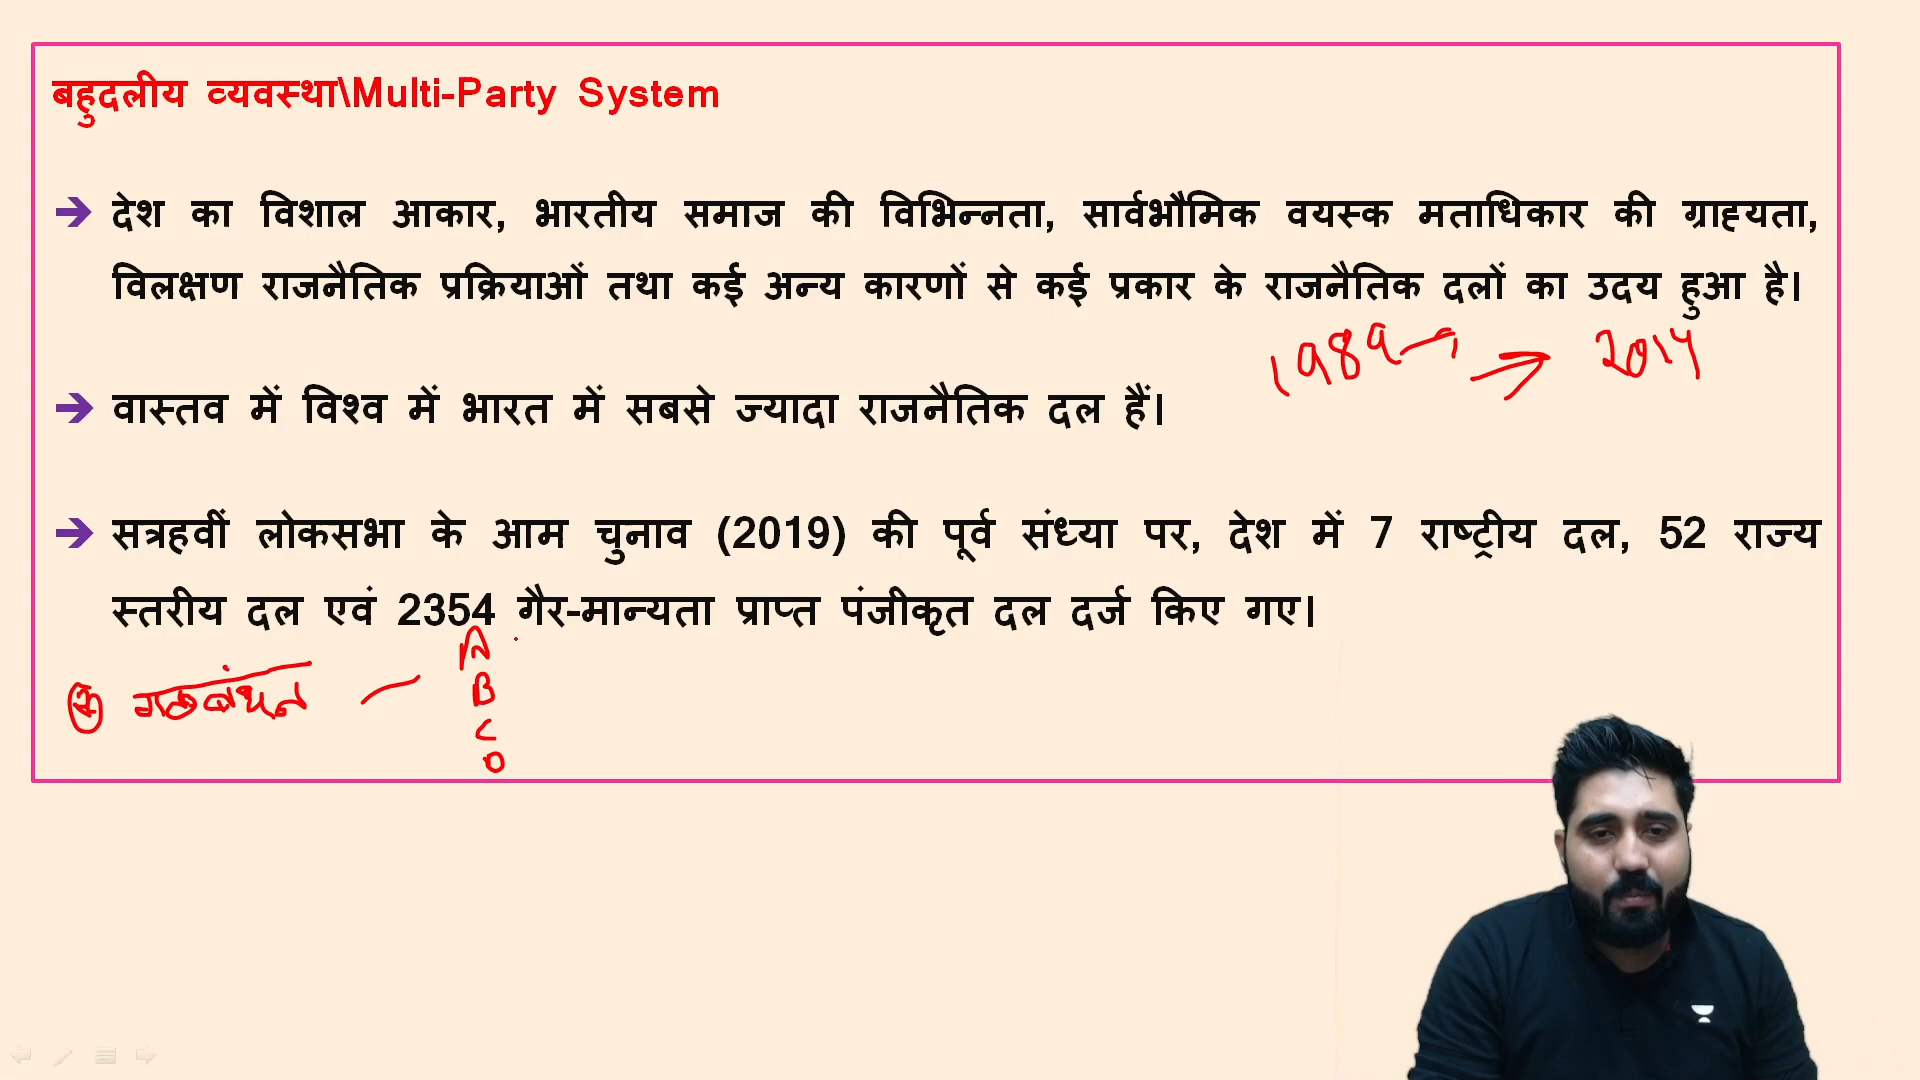 बहुदलीय व्यवस्था\Multi-Party System
देश का विशाल आकार, भारतीय समाज की विभिन्नता, सार्वभौमिक वयस्क मताधिकार की ग्राह्यता,
विलक्षण राजनैतिक प्रक्रियाओं तथा कई अन्य कारणों से कई प्रकार के राजनैतिक दलों का उदय हुआ है।
1989 → 2014
वास्तव में विश्व में भारत में सबसे ज्यादा राजनैतिक दल हैं।
सत्रहवीं लोकसभा के आम चुनाव (2019) की पूर्व संध्या पर, देश में 7 राष्ट्रीय दल, 52 राज्य
स्तरीय दल एवं 2354 गैर-मान्यता प्राप्त पंजीकृत दल दर्ज किए गए।
गठबंधन — A
B
C
D